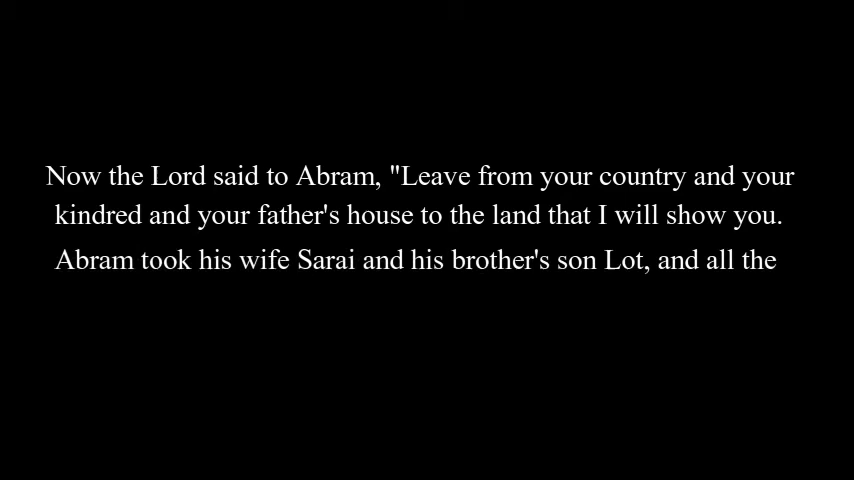 Now the Lord said to Abram, "Leave from your country and your
kindred and your father's house to the land that I will show you.
Abram took his wife Sarai and his brother's son Lot, and all the